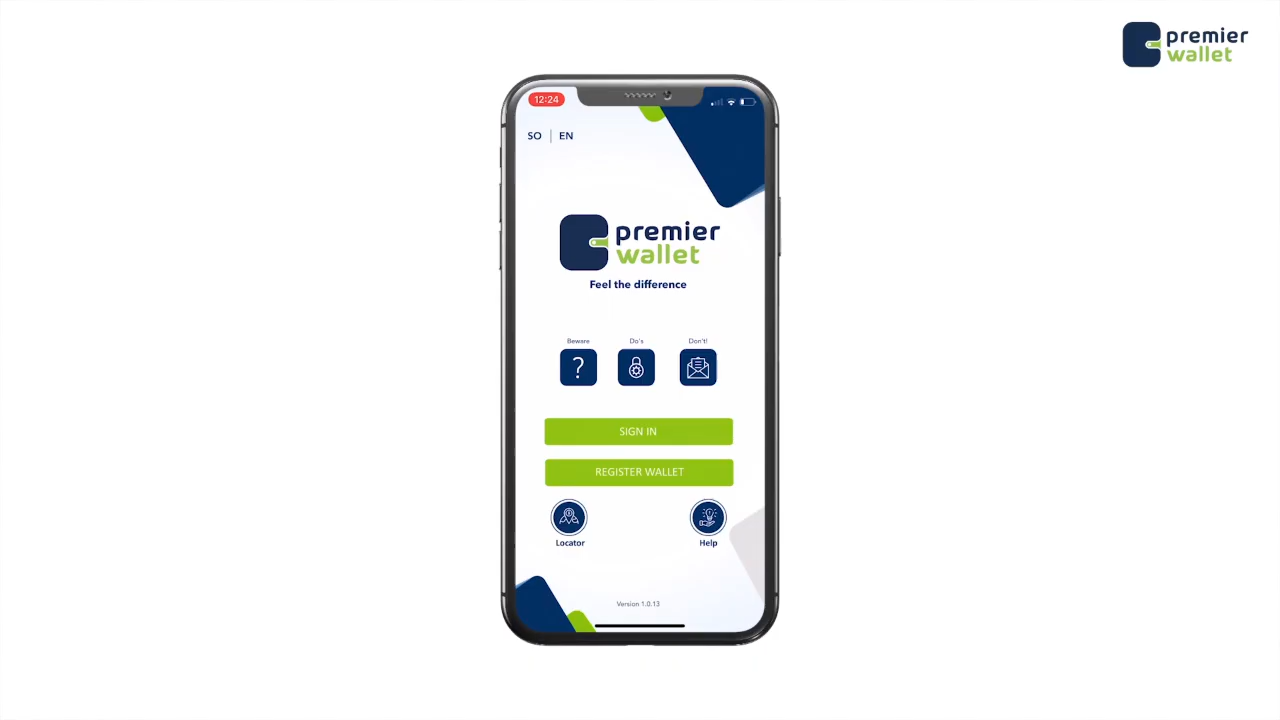 premier
wallet
12:24
SO | EN
premier
wallet
Feel the difference
Beware
Do's
Don't!
?
SIGN IN
REGISTER WALLET
Locator
Help
Version 1.0.13